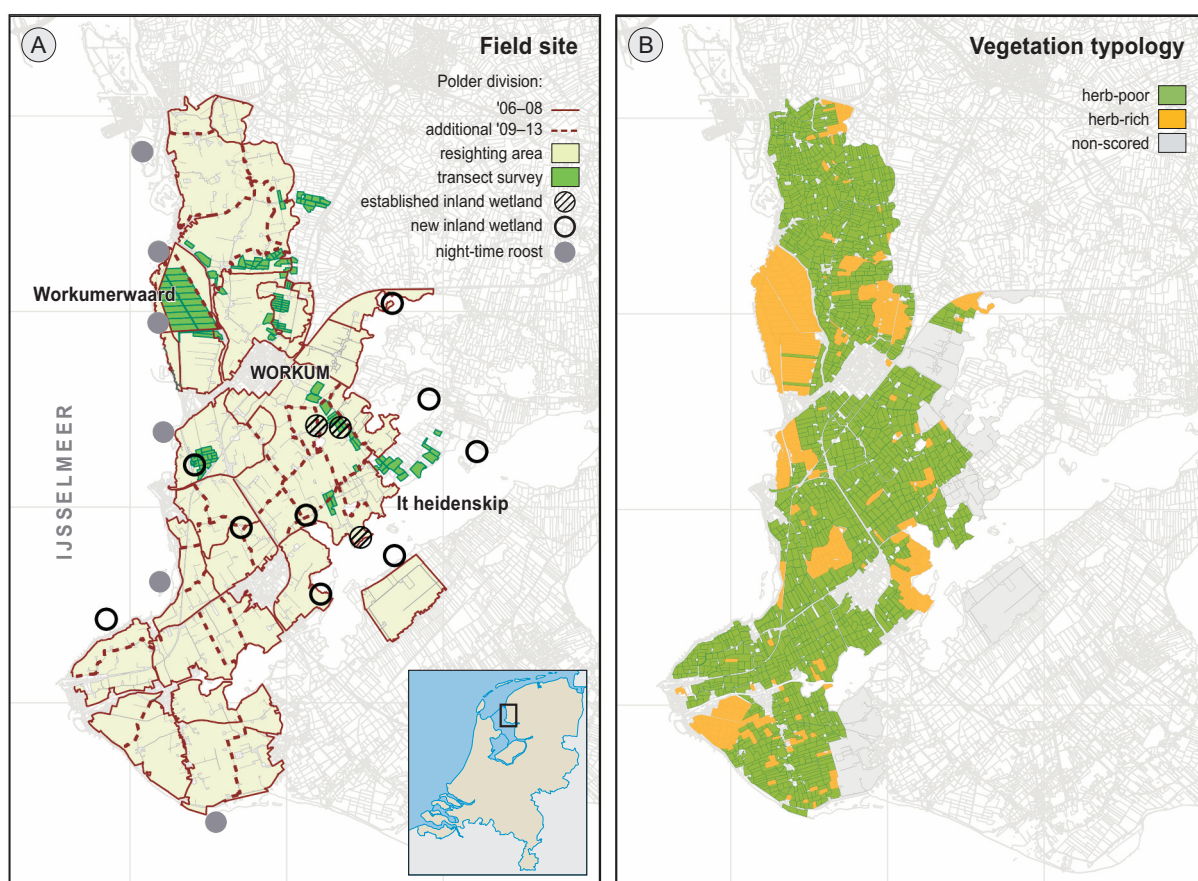 A
Field site
Polder division:
'06–08
additional '09–13
resighting area
transect survey
established inland wetland
new inland wetland
night-time roost
Workumerwaard
WORKUM
It heidenskip
IJSSELMEER
B
Vegetation typology
herb-poor
herb-rich
non-scored